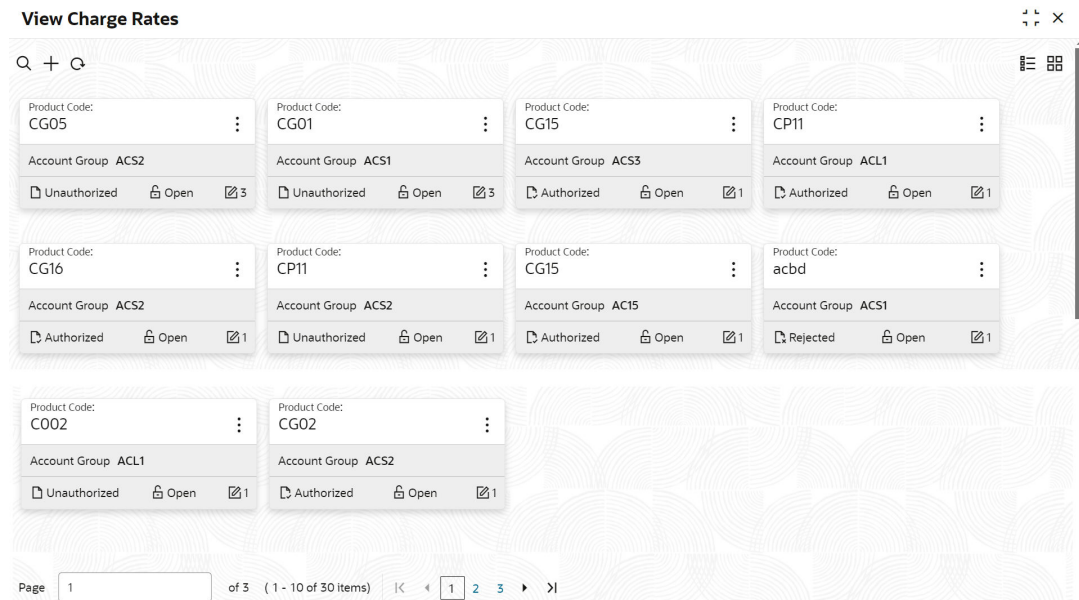 View Charge Rates
Product Code: Product Code: Product Code: Product Code:
CG05 CG01 CG15 CP11
Account Group ACS2 Account Group ACS1 Account Group ACS3 Account Group ACL1
Unauthorized Open 3 Unauthorized Open 3 Authorized Open 1 Authorized Open 1
Product Code: Product Code: Product Code: Product Code:
CG16 CP11 CG15 acbd
Account Group ACS2 Account Group ACS2 Account Group AC15 Account Group ACS1
Authorized Open 1 Unauthorized Open 1 Authorized Open 1 Rejected Open 1
Product Code: Product Code:
C002 CG02
Account Group ACL1 Account Group ACS2
Unauthorized Open 1 Authorized Open 1
Page 1 of 3 ( 1 - 10 of 30 items) 1 2 3